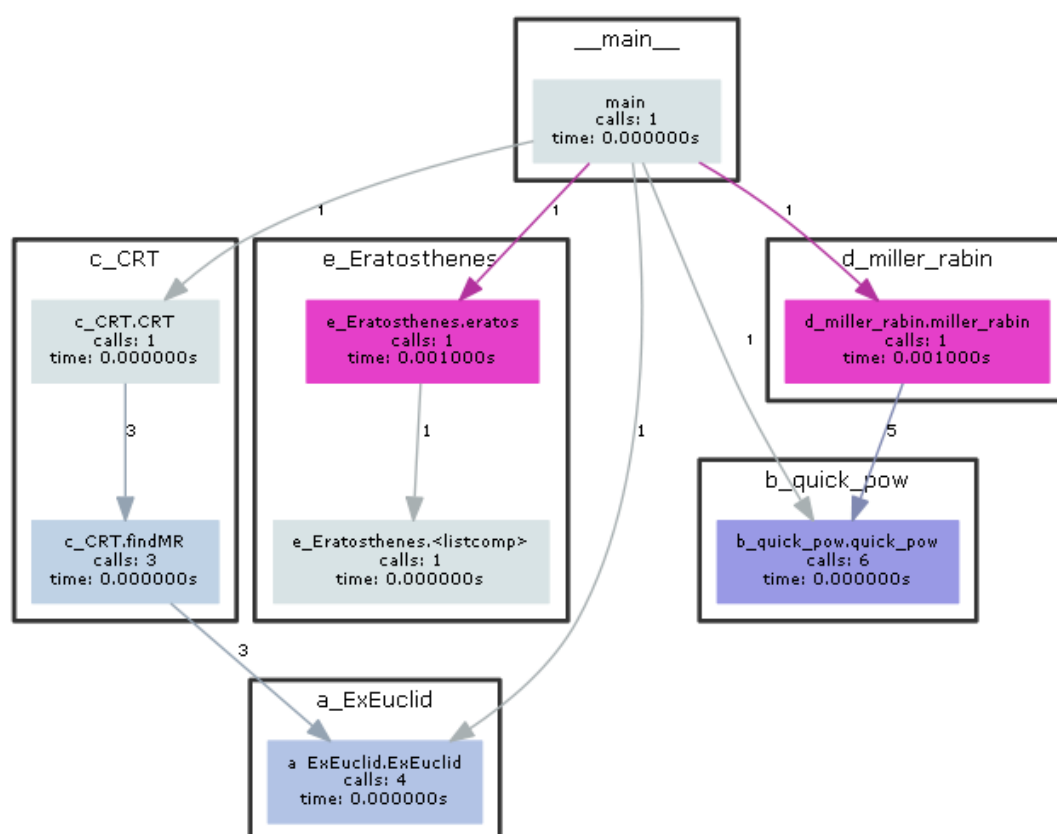 __main__
main
calls: 1
time: 0.000000s
1
1
1
c_CRT
e_Eratosthenes
d_miller_rabin
c_CRT.CRT
calls: 1
time: 0.000000s
e_Eratosthenes.eratos
calls: 1
time: 0.001000s
d_miller_rabin.miller_rabin
calls: 1
time: 0.001000s
1
3
1
1
5
b_quick_pow
c_CRT.findMR
calls: 3
time: 0.000000s
e_Eratosthenes.<listcomp>
calls: 1
time: 0.000000s
b_quick_pow.quick_pow
calls: 6
time: 0.000000s
3
a_ExEuclid
a_ExEuclid.ExEuclid
calls: 4
time: 0.000000s